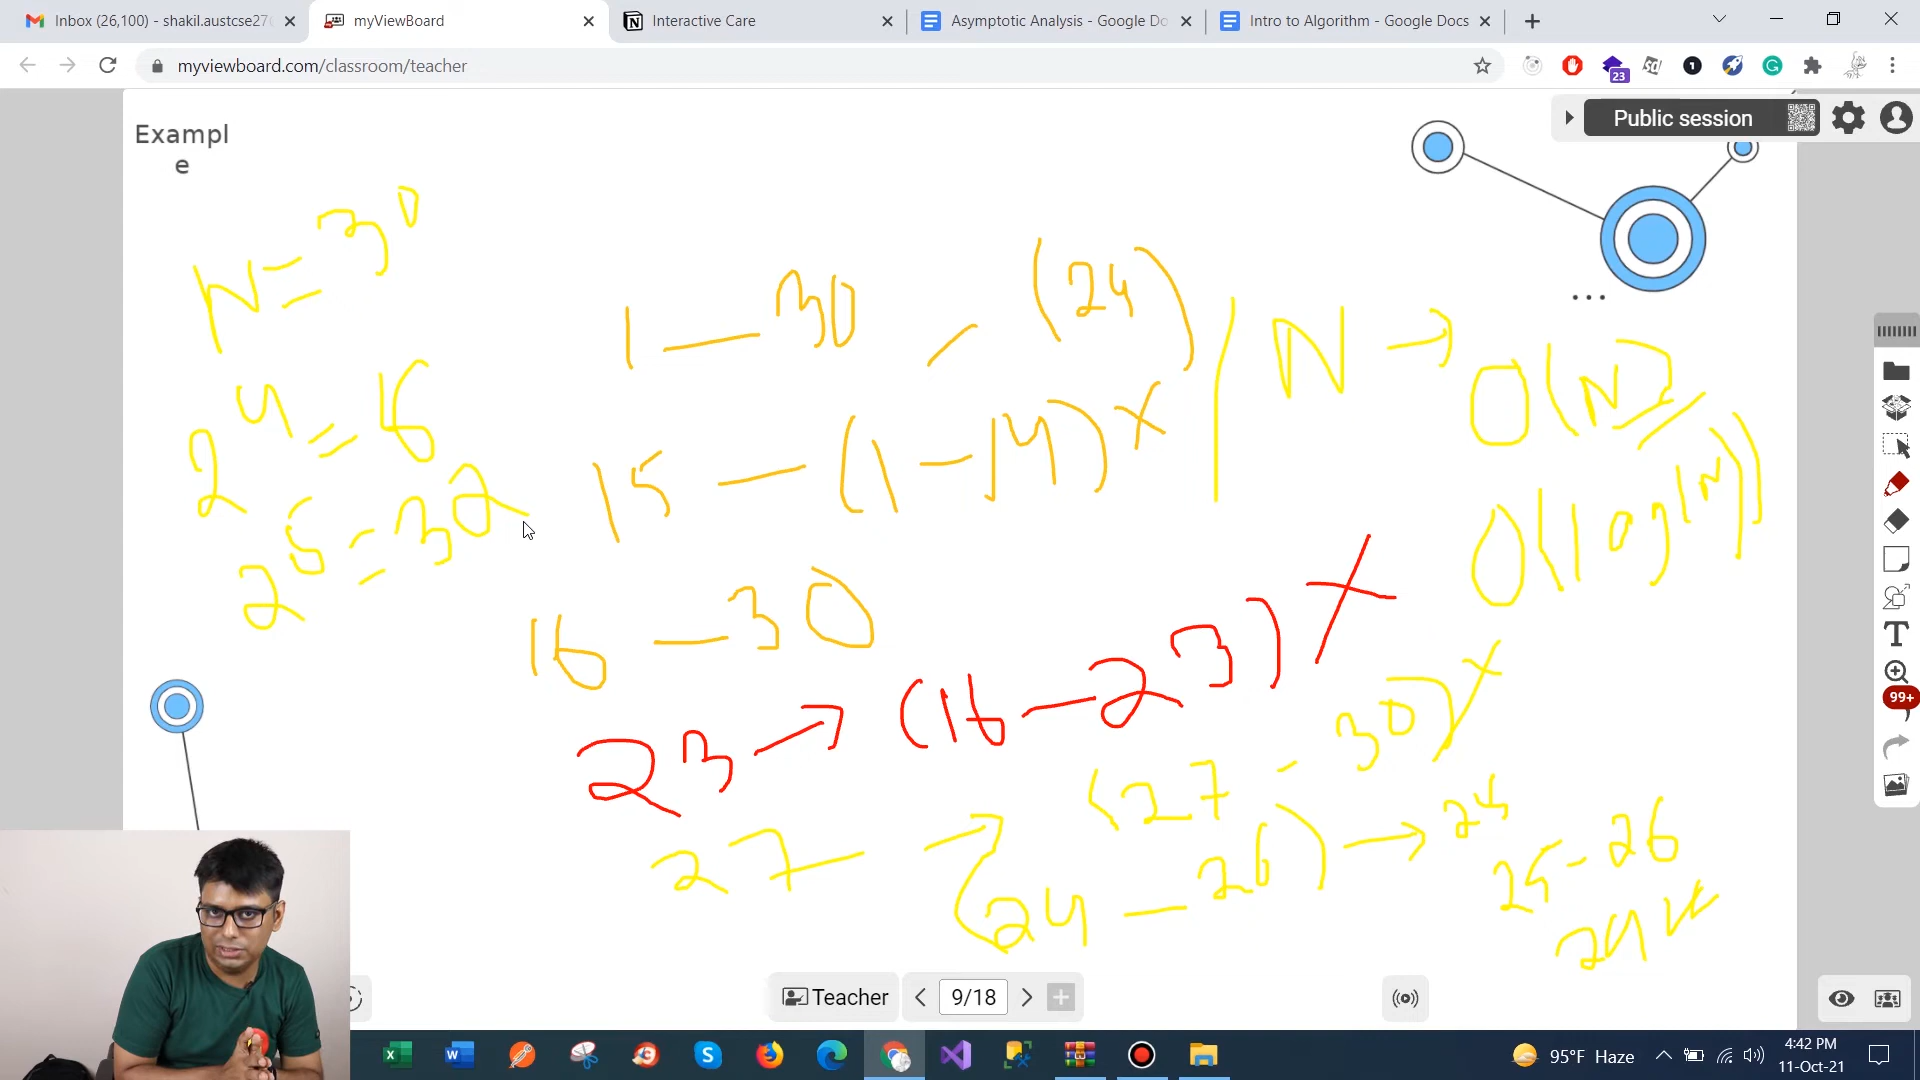 Inbox (26,100) - shakil.austcse27
myViewBoard
Interactive Care
Asymptotic Analysis - Google Do
Intro to Algorithm - Google Docs
myviewboard.com/classroom/teacher
23
Exampl
e
Public session
N = 30
2^4 = 16
2^5 = 32
1 — 30 - (24)
15 — (1 — 14) X
16 — 30
23 → (16 — 23) X
27 → (27 - 30) X
(24 — 26) → 24
25 - 26
24
N → O(N)
O(log(N))
99+
Teacher
9/18
95°F Haze
4:42 PM
11-Oct-21